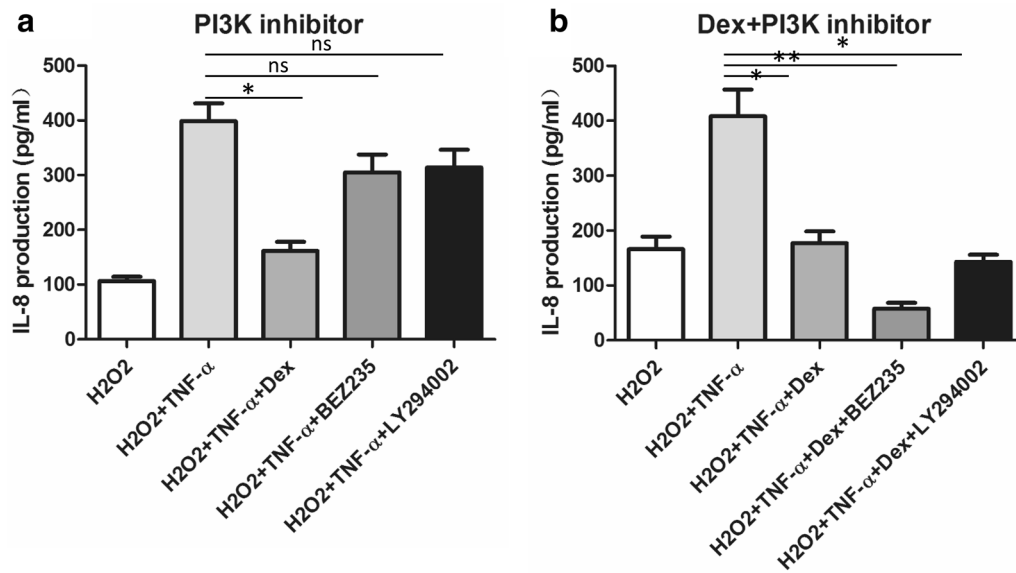 a
PI3K inhibitor
ns
ns
*
IL-8 production (pg/ml)
500
400
300
200
100
0
H2O2
H2O2+TNF-α
H2O2+TNF-α+Dex
H2O2+TNF-α+BEZ235
H2O2+TNF-α+LY294002
b
Dex+PI3K inhibitor
*
**
*
IL-8 production (pg/ml)
500
400
300
200
100
0
H2O2
H2O2+TNF-α
H2O2+TNF-α+Dex
H2O2+TNF-α+Dex+BEZ235
H2O2+TNF-α+Dex+LY294002